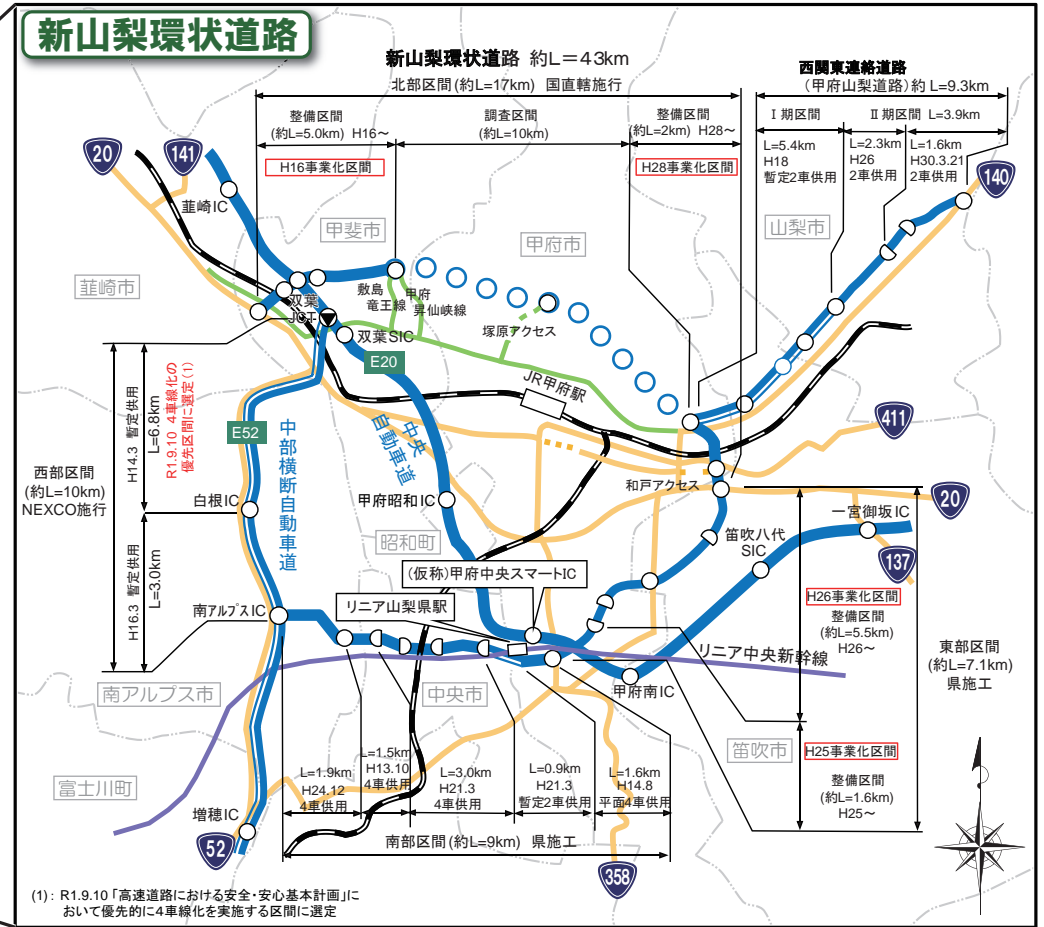 新山梨環状道路
新山梨環状道路 約L=43km
北部区間(約L=17km) 国直轄施行
整備区間
(約L=5.0km) H16～
H16事業化区間
調査区間
(約L=10km)
整備区間
(約L=2km) H28～
H28事業化区間
西関東連絡道路
(甲府山梨道路)約 L=9.3km
Ⅰ期区間
Ⅱ期区間 L=3.9km
L=5.4km
H18
暫定2車供用
L=2.3km
H26
2車供用
L=1.6km
H30.3.21
2車供用
20
141
140
韮崎IC
甲斐市
甲府市
山梨市
韮崎市
双葉
JCT
敷島
竜王線
甲府
昇仙峡線
塚原アクセス
双葉SIC
E20
JR甲府駅
411
西部区間
(約L=10km)
NEXCO施行
H14.3 暫定供用
L=6.8km
R1.9.10 4車線化の
優先区間に選定(1)
E52
中部横断自動車道
中央
自動車道
白根IC
甲府昭和IC
昭和町
和戸アクセス
20
一宮御坂IC
笛吹八代
SIC
137
H16.3 暫定供用
L=3.0km
(仮称)甲府中央スマートIC
リニア山梨県駅
南アルプスIC
H26事業化区間
整備区間
(約L=5.5km)
H26～
東部区間
(約L=7.1km)
県施工
リニア中央新幹線
甲府南IC
南アルプス市
中央市
笛吹市
H25事業化区間
整備区間
(約L=1.6km)
H25～
富士川町
増穂IC
52
L=1.9km
H24.12
4車供用
L=1.5km
H13.10
4車供用
L=3.0km
H21.3
4車供用
L=0.9km
H21.3
暫定2車供用
L=1.6km
H14.8
平面4車供用
南部区間(約L=9km) 県施工
358
(1): R1.9.10「高速道路における安全・安心基本計画」に
おいて優先的に4車線化を実施する区間に選定